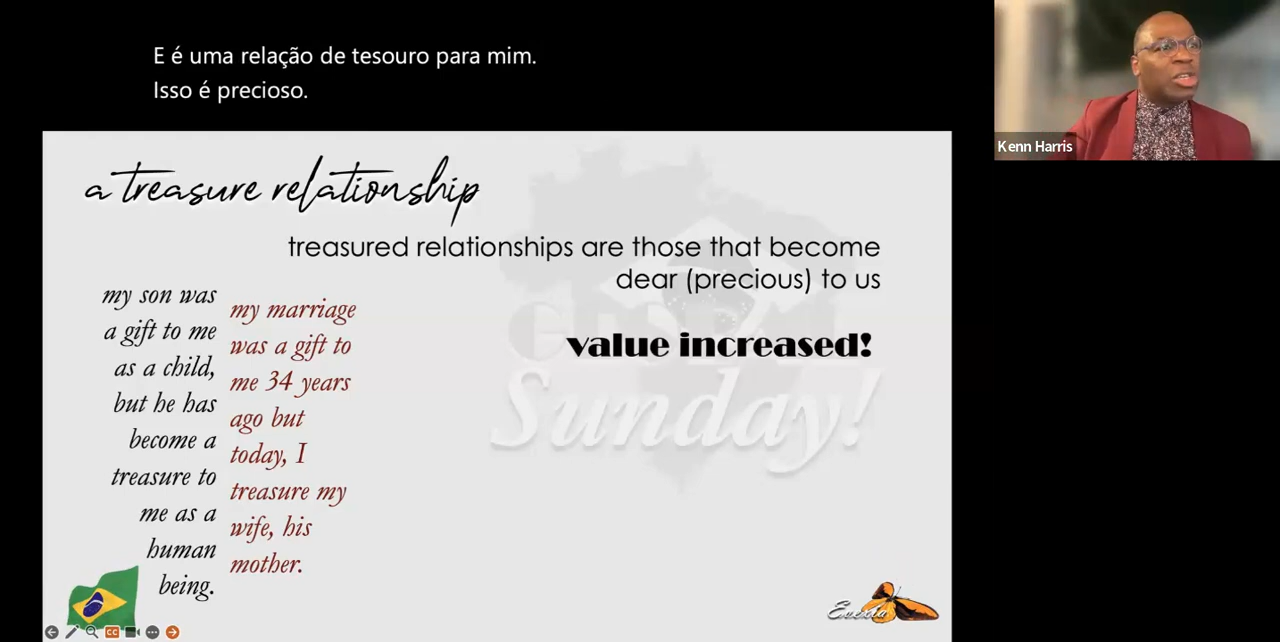 E é uma relação de tesouro para mim.
Isso é precioso.
Kenn Harris
a treasure relationship
treasured relationships are those that become
dear (precious) to us
my son was
a gift to me
as a child,
but he has
become a
treasure to
me as a
human
being.
my marriage
was a gift to
me 34 years
ago but
today, I
treasure my
wife, his
mother.
value increased!
Sunday!
CC